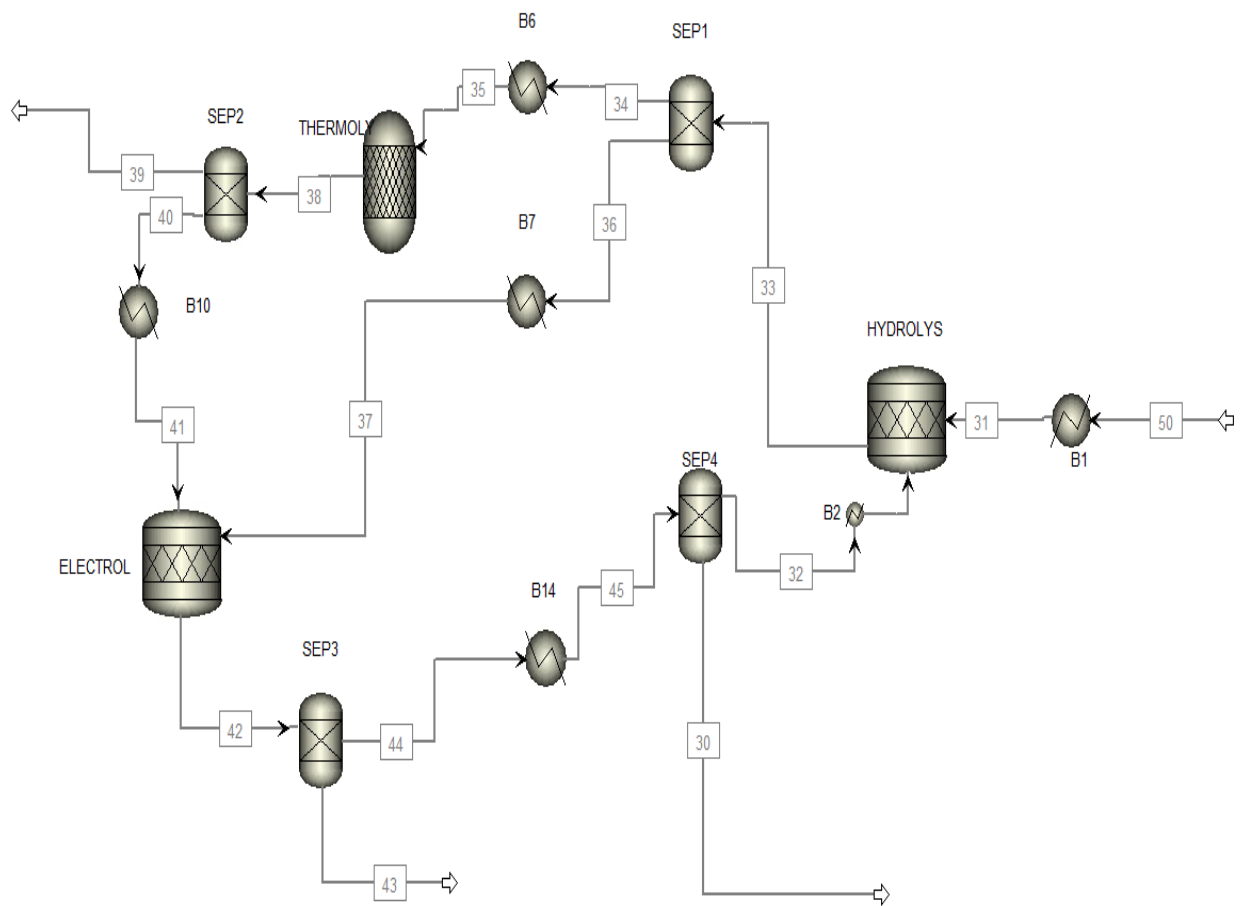 B6
SEP1
35
34
SEP2
THERMOLY
39
38
40
B7
36
B10
33
HYDROLYS
41
37
31
50
B1
SEP4
B2
ELECTROL
32
B14
45
SEP3
42
44
30
43